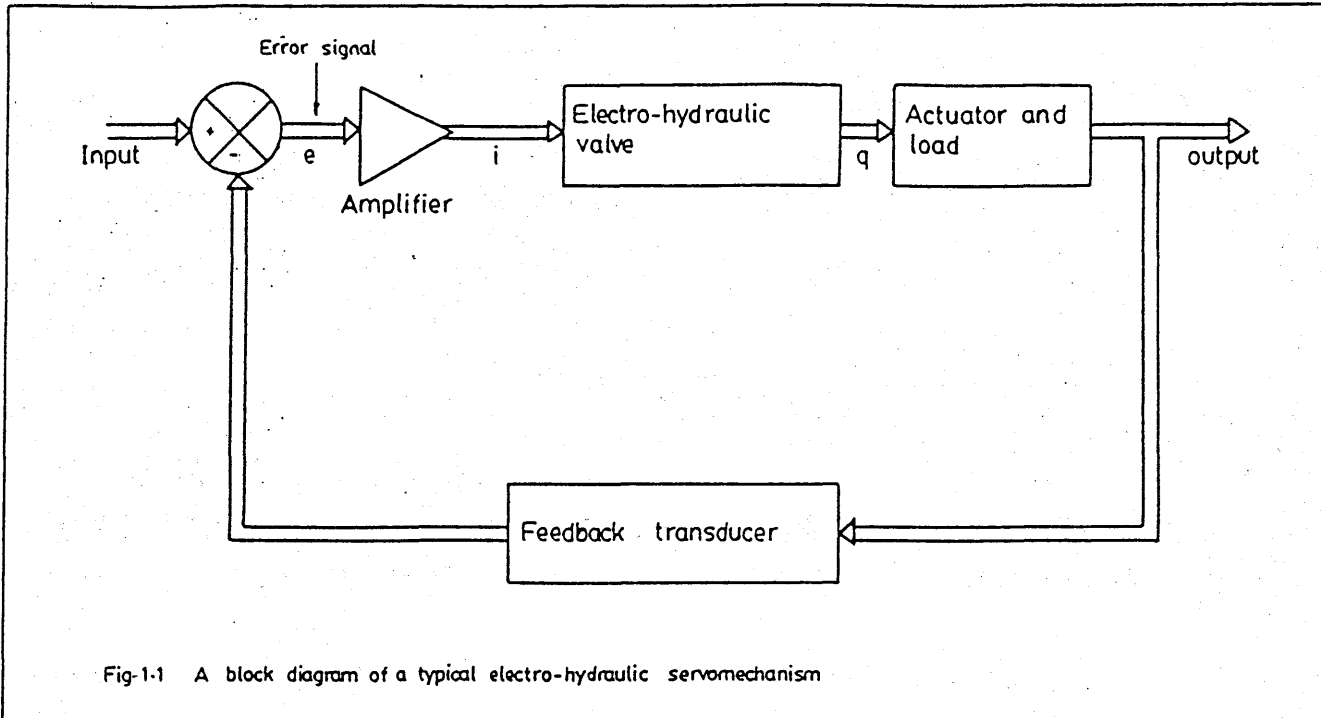 Error signal
Input
+
-
e
Amplifier
i
Electro-hydraulic
valve
q
Actuator and
load
output
Feedback transducer
Fig-1·1 A block diagram of a typical electro-hydraulic servomechanism